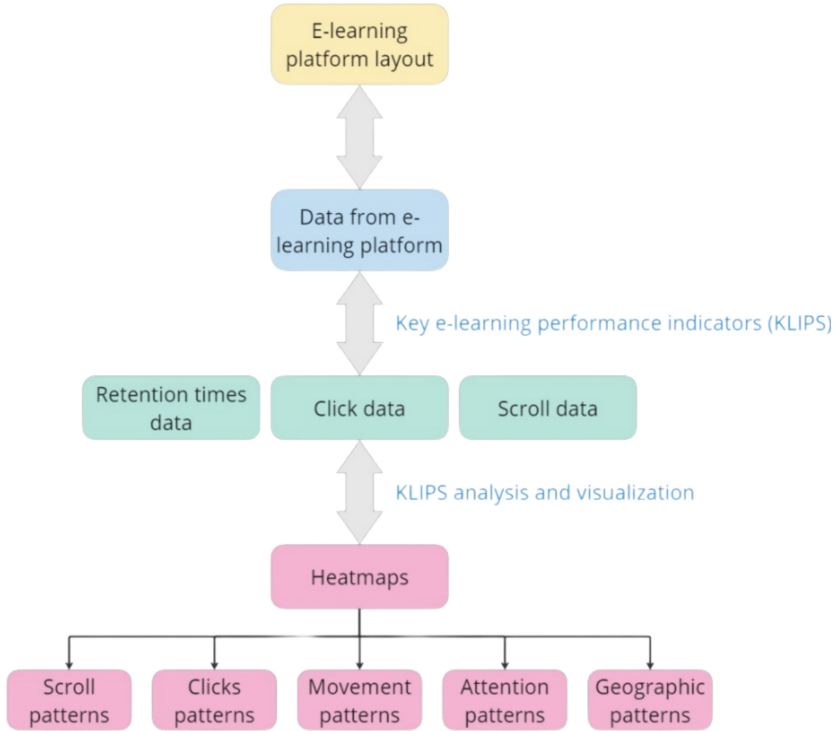 E-learning
platform layout
Data from e-
learning platform
Key e-learning performance indicators (KLIPS)
Retention times
data
Click data
Scroll data
KLIPS analysis and visualization
Heatmaps
Scroll
patterns
Clicks
patterns
Movement
patterns
Attention
patterns
Geographic
patterns